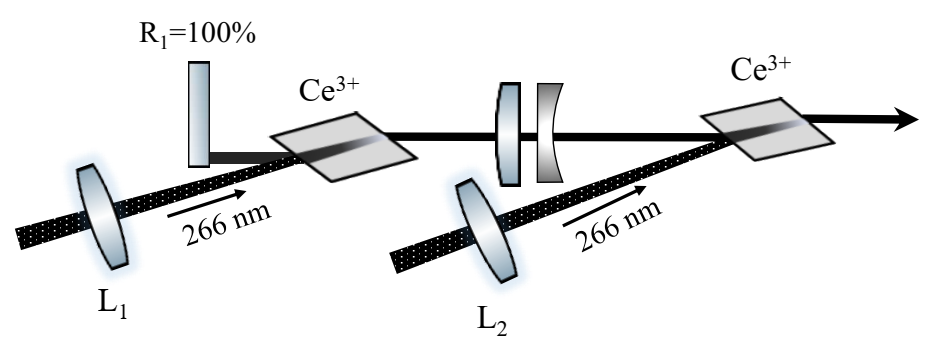 R₁=100%
Ce³⁺
Ce³⁺
266 nm
266 nm
L₁
L₂